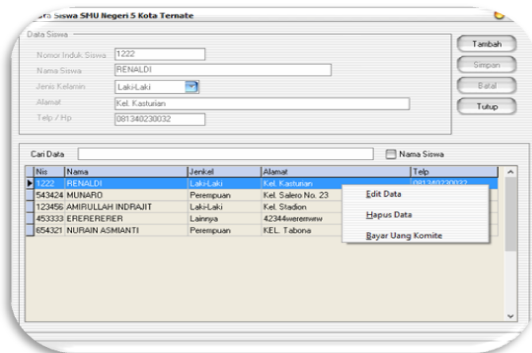 Data Siswa SMU Negeri 5 Kota Ternate
Data Siswa
Nomor Induk Siswa 1222
Nama Siswa RENALDI
Jenis Kelamin Laki-Laki
Alamat Kel. Kasturian
Telp / Hp 081340230032
Tambah
Simpan
Batal
Tutup
Cari Data Nama Siswa
Nis Nama Jenkel Alamat Telp
1222 RENALDI Laki-Laki Kel. Kasturian 081340230032
543424 MUNARO Perempuan Kel. Salero No. 23
123456 AMIRULLAH INDRAJIT Laki-Laki Kel. Stadion
453333 ERERERERER Lainnya
654321 NURAIN ASMIANTI Perempuan KEL. Tabona
Edit Data
Hapus Data
Bayar Uang Komite